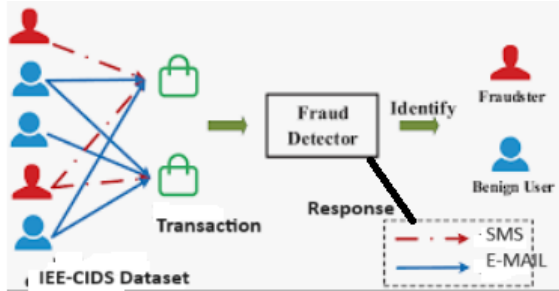 Fraud
Detector
Identify
Fraudster
Benign User
Transaction
Response
SMS
E-MAIL
IEE-CIDS Dataset